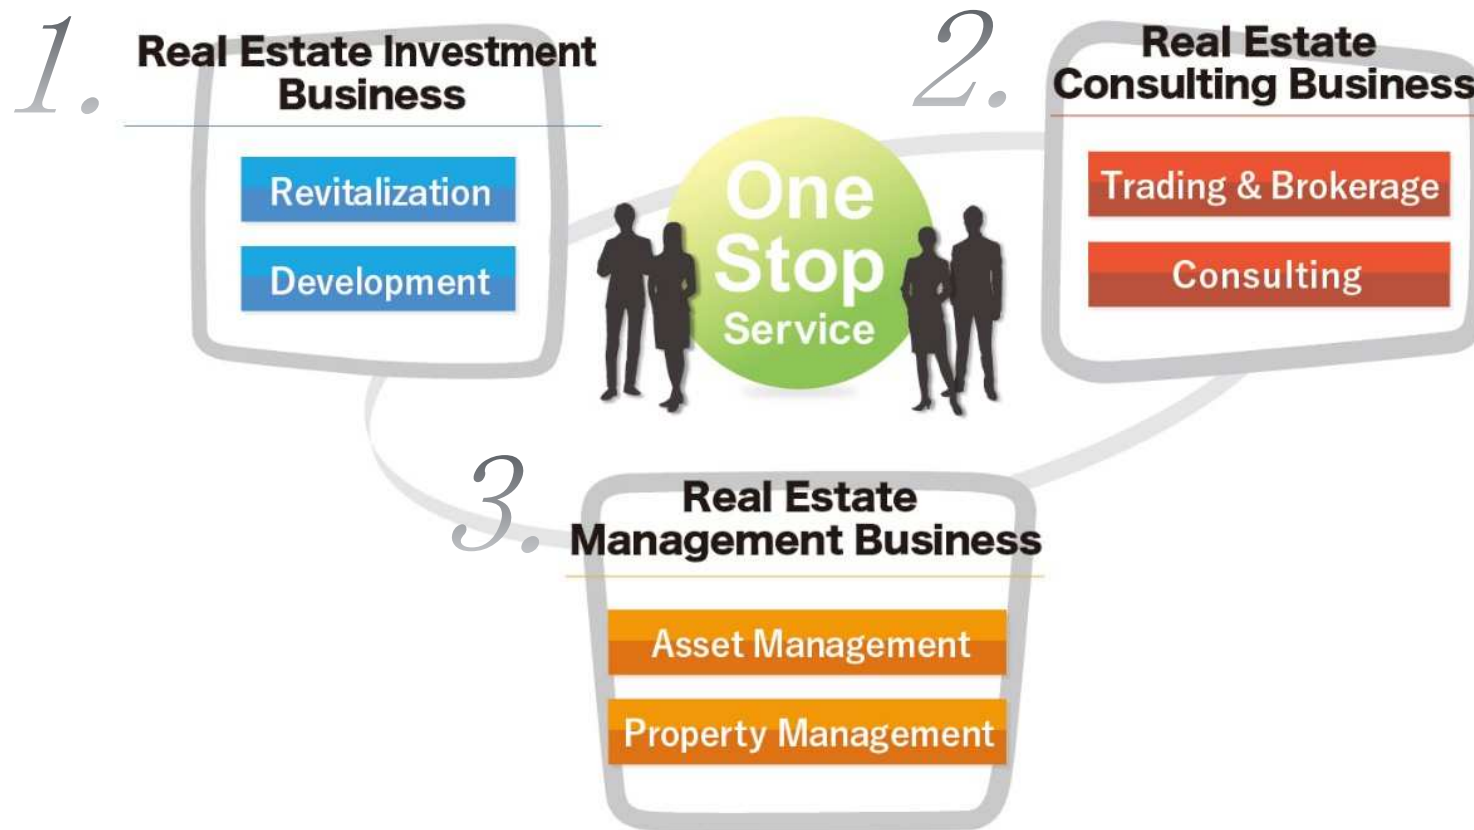 1.
Real Estate Investment
Business
Revitalization
Development
2.
Real Estate
Consulting Business
Trading & Brokerage
Consulting
One
Stop
Service
3.
Real Estate
Management Business
Asset Management
Property Management